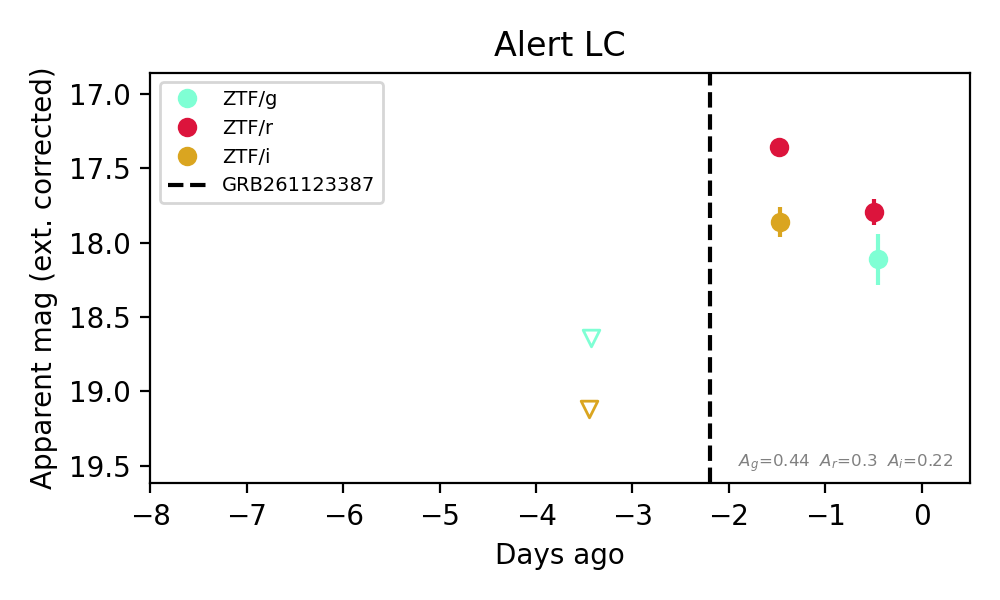 Alert LC
Apparent mag (ext. corrected)
17.0
17.5
18.0
18.5
19.0
19.5
ZTF/g
ZTF/r
ZTF/i
GRB261123387
A_g=0.44 A_r=0.3 A_i=0.22
−8 −7 −6 −5 −4 −3 −2 −1 0
Days ago